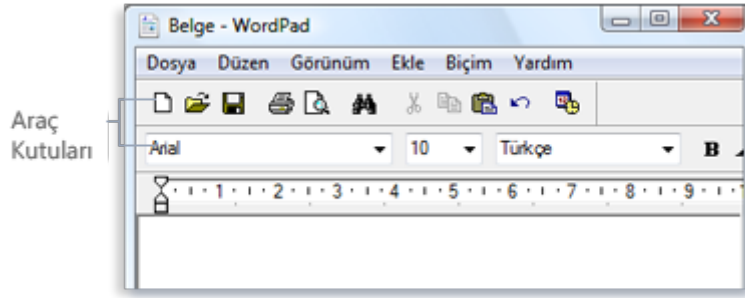 Belge - WordPad
Dosya Düzen Görünüm Ekle Biçim Yardım
Araç
Kutuları
Arial 10 Türkçe B
1 2 3 4 5 6 7 8 9